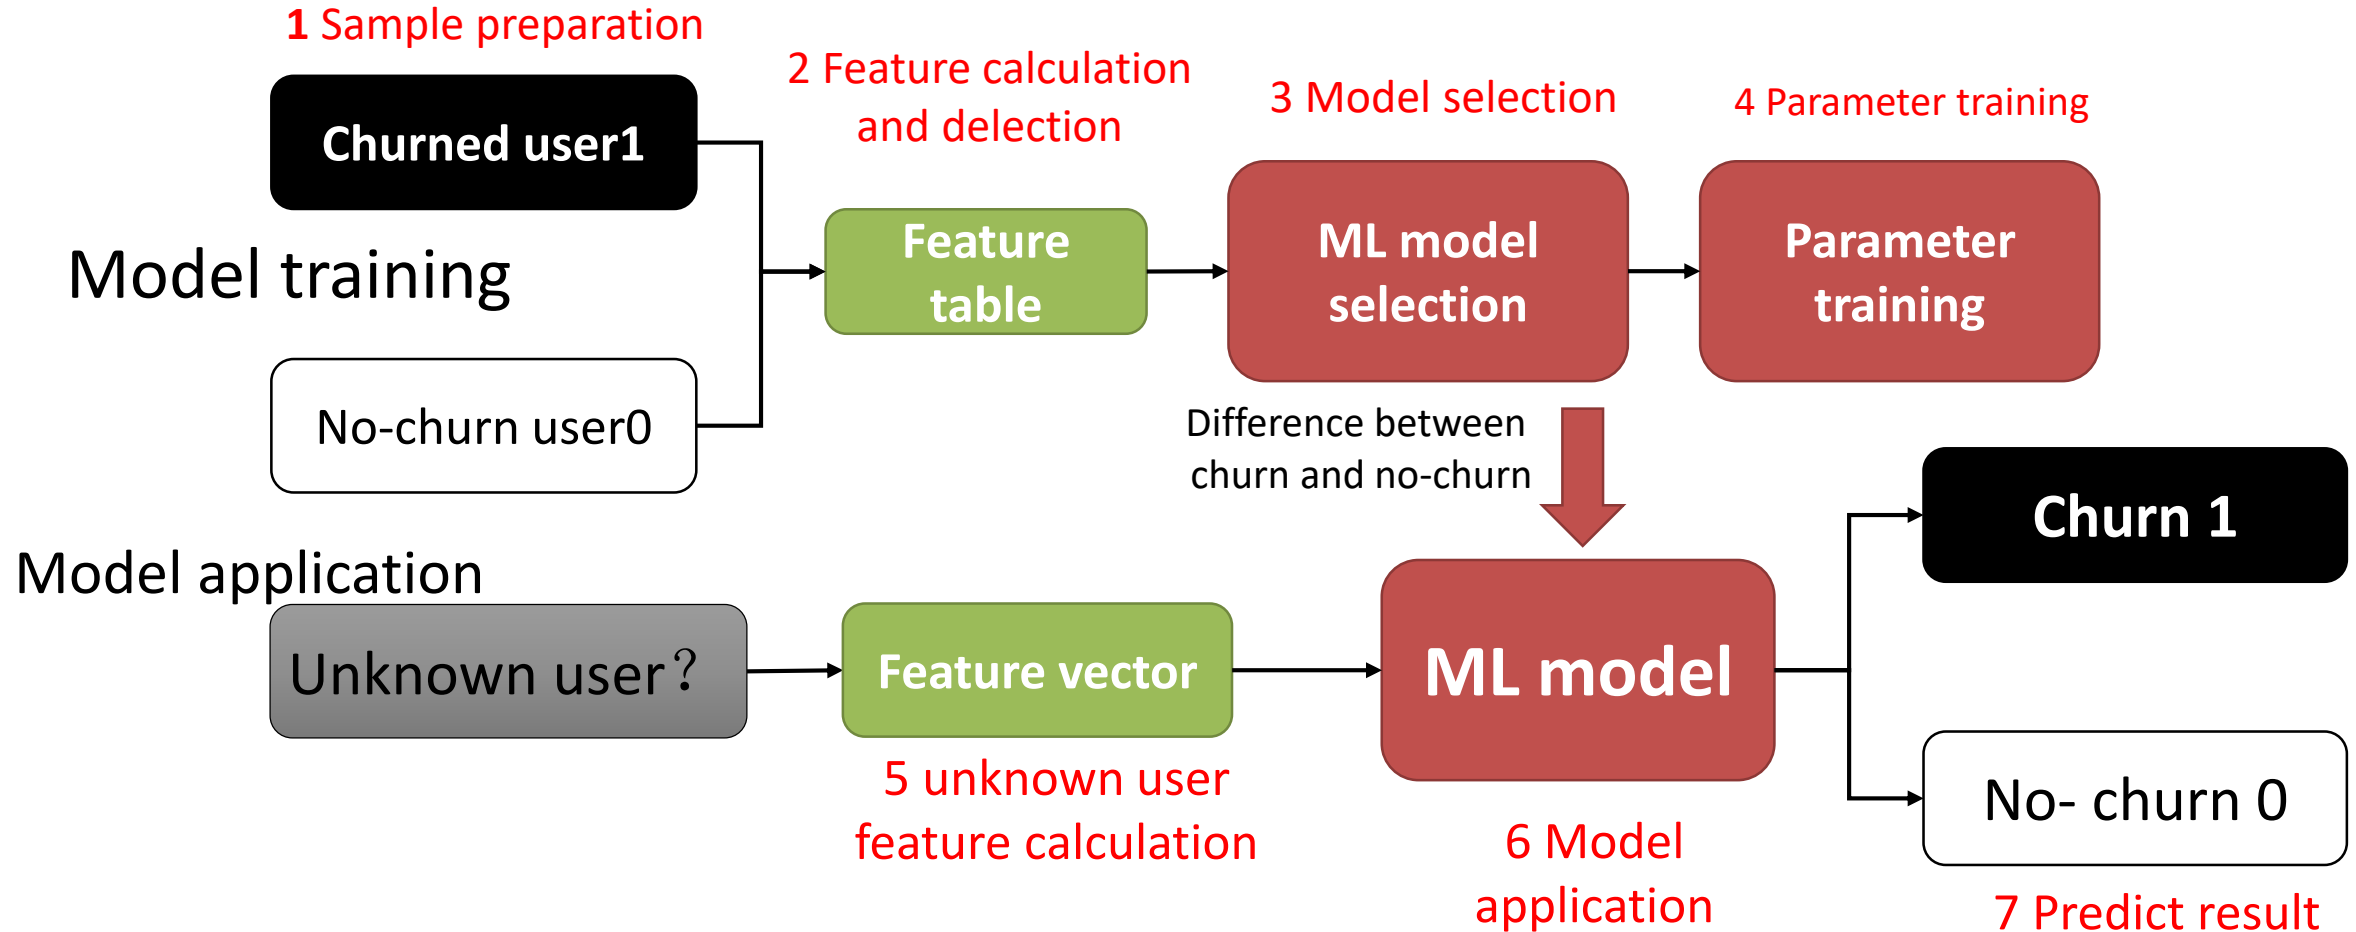 1 Sample preparation
2 Feature calculation
and delection
3 Model selection
4 Parameter training
Churned user1
Model training
No-churn user0
Feature
table
ML model
selection
Parameter
training
Difference between
churn and no-churn
Model application
Unknown user？
Feature vector
ML model
Churn 1
No- churn 0
5 unknown user
feature calculation
6 Model
application
7 Predict result